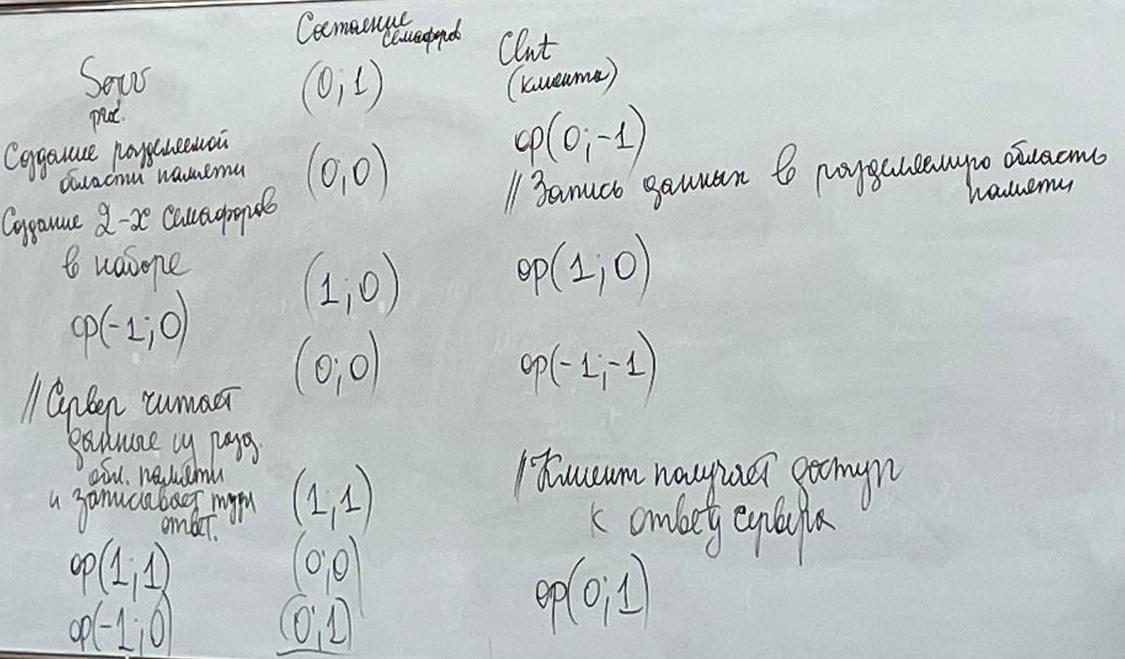 Serv
Создание разделяемой
области памяти
Создание 2-х семафоров
в наборе
op(-1;0)
// Сервер читает
данные из разд.
обл. памяти
и записывает туда
ответ.
op(1;1)
op(-1;0)
Состояние
семафоров
(0;1)
(0;0)
(1;0)
(0;0)
(1;1)
(0;0)
(0;1)
Clnt
(клиента)
op(0;-1)
// Запись данных в разделяемую область
памяти
op(1;0)
op(-1;-1)
// Клиент получает доступ
к ответу сервера
op(0;1)